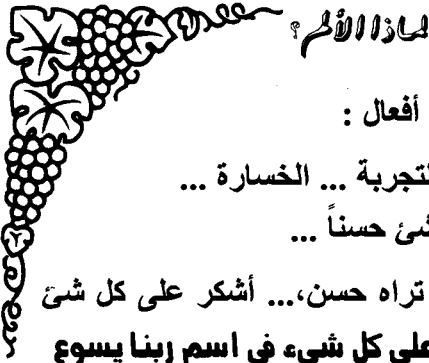 لماذا الألم؟
أفعال :
لتجربة ... الخسارة ...
شئ حسناً ...
تراه حسن،... أشكر على كل شئ
على كل شيء في اسم ربنا يسوع